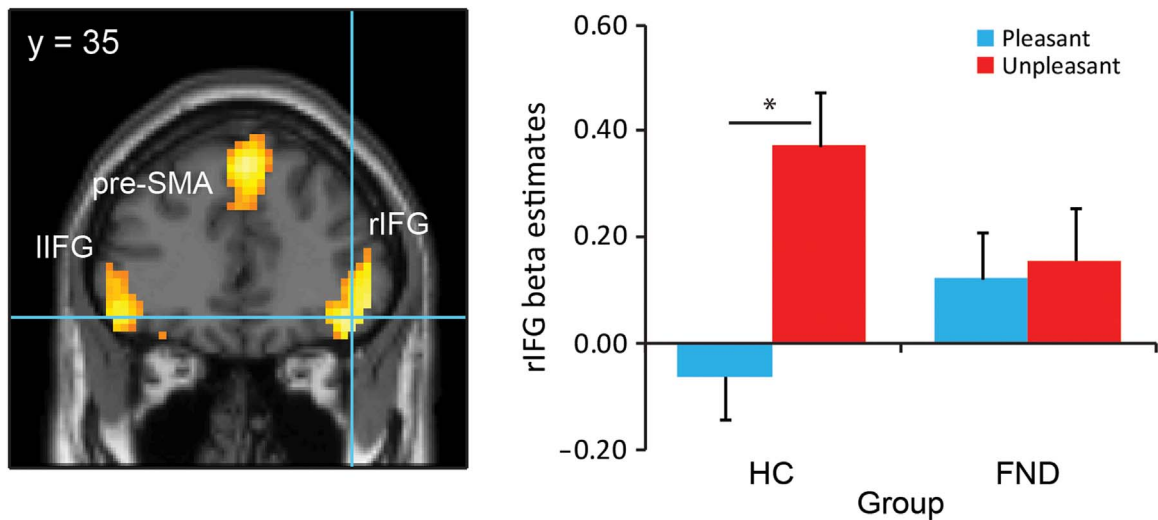 y = 35
pre-SMA
rIFG
lIFG
0.60
0.40
0.20
0.00
−0.20
rIFG beta estimates
Pleasant
Unpleasant
*
HC
FND
Group